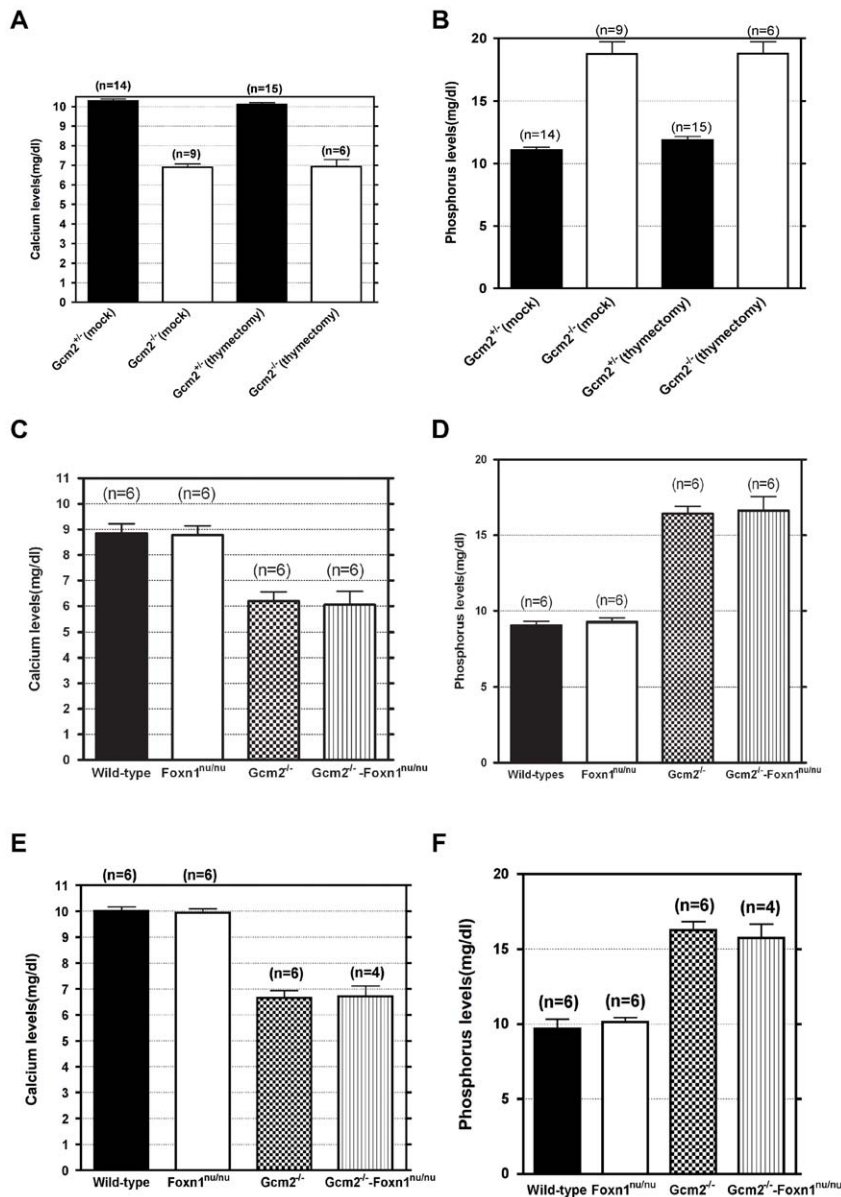 A
(n=14)
(n=15)
(n=9)
(n=6)
Calcium levels(mg/dl)
10
9
8
7
6
5
4
3
2
1
0
Gcm2+/-(mock)
Gcm2-/-(mock)
Gcm2+/-(thymectomy)
Gcm2-/-(thymectomy)
B
(n=9)
(n=6)
(n=14)
(n=15)
Phosphorus levels(mg/dl)
20
15
10
5
0
Gcm2+/-(mock)
Gcm2-/-(mock)
Gcm2+/-(thymectomy)
Gcm2-/-(thymectomy)
C
(n=6)
(n=6)
(n=6)
(n=6)
Calcium levels(mg/dl)
11
10
9
8
7
6
5
4
3
2
1
0
Wild-type
Foxn1nu/nu
Gcm2-/-
Gcm2-/--Foxn1nu/nu
D
(n=6)
(n=6)
(n=6)
(n=6)
Phosphorus levels(mg/dl)
20
15
10
5
0
Wild-types
Foxn1nu/nu
Gcm2-/-
Gcm2-/--Foxn1nu/nu
E
(n=6)
(n=6)
(n=6)
(n=4)
Calcium levels(mg/dl)
11
10
9
8
7
6
5
4
3
2
1
0
Wild-type
Foxn1nu/nu
Gcm2-/-
Gcm2-/--Foxn1nu/nu
F
(n=6)
(n=6)
(n=6)
(n=4)
Phosphorus levels(mg/dl)
20
15
10
5
0
Wild-type
Foxn1nu/nu
Gcm2-/-
Gcm2-/--Foxn1nu/nu